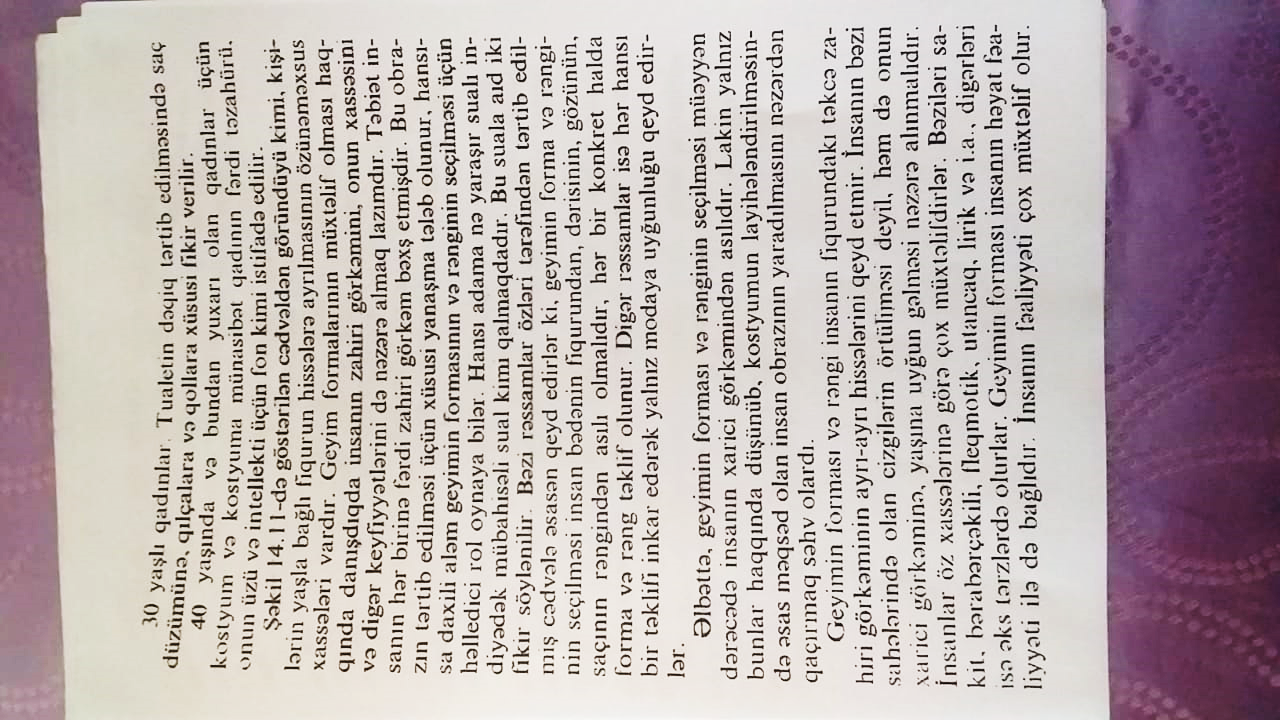 30 yaşlı qadınlar. Tualetin dəqiq tərtib edilməsində saç
düzümünə, qılçalara və qollara xüsusi fikir verilir.
40 yaşında və bundan yuxarı olan qadınlar üçün
kostyum və kostyuma münasibət qadının fərdi təzahürü,
onun üzü və intellekti üçün fon kimi istifadə edilir.
Şəkil 14.11-də göstərilən cədvəldən göründüyü kimi, kişi-
lərin yaşla bağlı fiqurun hissələrə ayrılmasının özünəməxsus
xassələri vardır. Geyim formalarının müxtəlif olması haq-
qında danışdıqda insanın zahiri görkəmini, onun xassəsini
və digər keyfiyyətlərini də nəzərə almaq lazımdır. Təbiət in-
sanın hər birinə fərdi zahiri görkəm bəxş etmişdir. Bu obra-
zın tərtib edilməsi üçün xüsusi yanaşma tələb olunur, hansı-
sa daxili aləm geyimin formasının və rənginin seçilməsi üçün
həlledici rol oynaya bilər. Hansı adama nə yaraşır sualı in-
diyədək mübahisəli sual kimi qalmaqdadır. Bu suala aid iki
fikir söylənilir. Bəzi rəssamlar özləri tərəfindən tərtib edil-
miş cədvələ əsasən qeyd edirlər ki, geyimin forma və rəngi-
nin seçilməsi insan bədənin fiqurundan, dərisinin, gözünün,
saçının rəngindən asılı olmalıdır, hər bir konkret halda
forma və rəng təklif olunur. Digər rəssamlar isə hər hansı
bir təklifi inkar edərək yalnız modaya uyğunluğu qeyd edir-
lər.
Əlbəttə, geyimin forması və rənginin seçilməsi müəyyən
dərəcədə insanın xarici görkəmindən asılıdır. Lakin yalnız
bunlar haqqında düşünüb, kostyumun layihələndirilməsin-
də əsas məqsəd olan insan obrazının yaradılmasını nəzərdən
qaçırmaq səhv olardı.
Geyimin forması və rəngi insanın fiqurundakı təkcə za-
hiri görkəminin ayrı-ayrı hissələrini qeyd etmir. İnsanın bəzi
sahələrində olan cizgilərin örtülməsi deyil, həm də onun
xarici görkəminə, yaşına uyğun gəlməsi nəzərə alınmalıdır.
İnsanlar öz xassələrinə görə çox müxtəlifdirlər. Bəziləri sa-
kit, bərabərçəkili, fleqmotik, utancaq, lirik və i.a., digərləri
isə əks tərzlərdə olurlar. Geyimin forması insanın həyat fəa-
liyyəti ilə də bağlıdır. İnsanın fəaliyyəti çox müxtəlif olur.